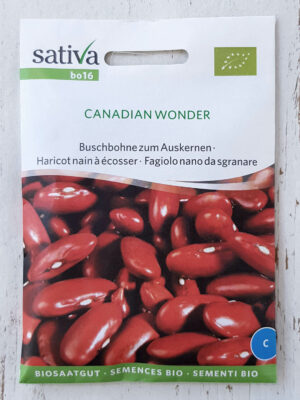 sativa
bo16
CANADIAN WONDER
Buschbohne zum Auskernen ·
Haricot nain à écosser · Fagiolo nano da sgranare
C
BIOSAATGUT · SEMENCES BIO · SEMENTI BIO